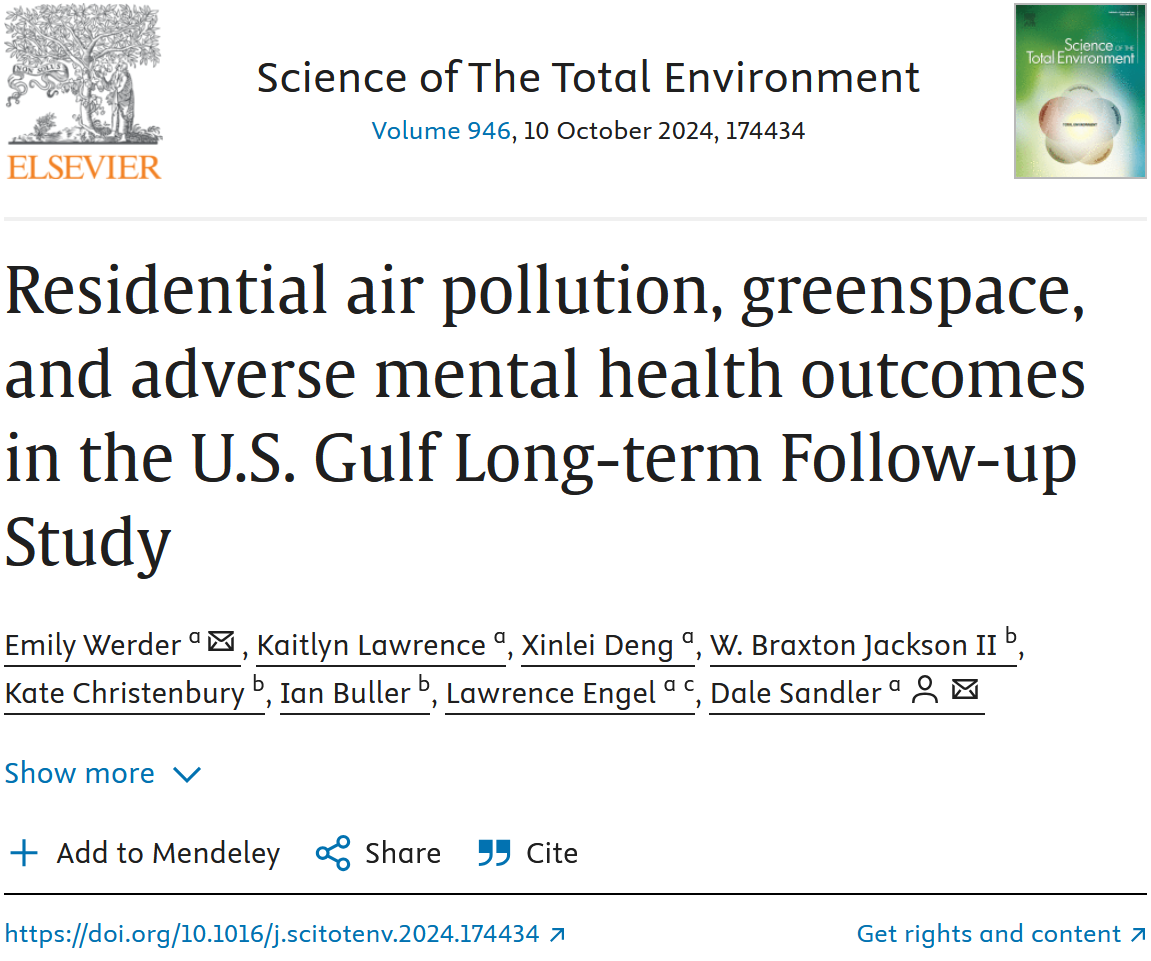 Science of The Total Environment
Volume 946, 10 October 2024, 174434
ELSEVIER
Science OF THE
Total Environment
TOTAL ENVIRONMENT
Residential air pollution, greenspace,
and adverse mental health outcomes
in the U.S. Gulf Long-term Follow-up
Study
Emily Werder a, Kaitlyn Lawrence a, Xinlei Deng a, W. Braxton Jackson II b,
Kate Christenbury b, Ian Buller b, Lawrence Engel a c, Dale Sandler a
Show more
Add to Mendeley Share Cite
https://doi.org/10.1016/j.scitotenv.2024.174434 Get rights and content